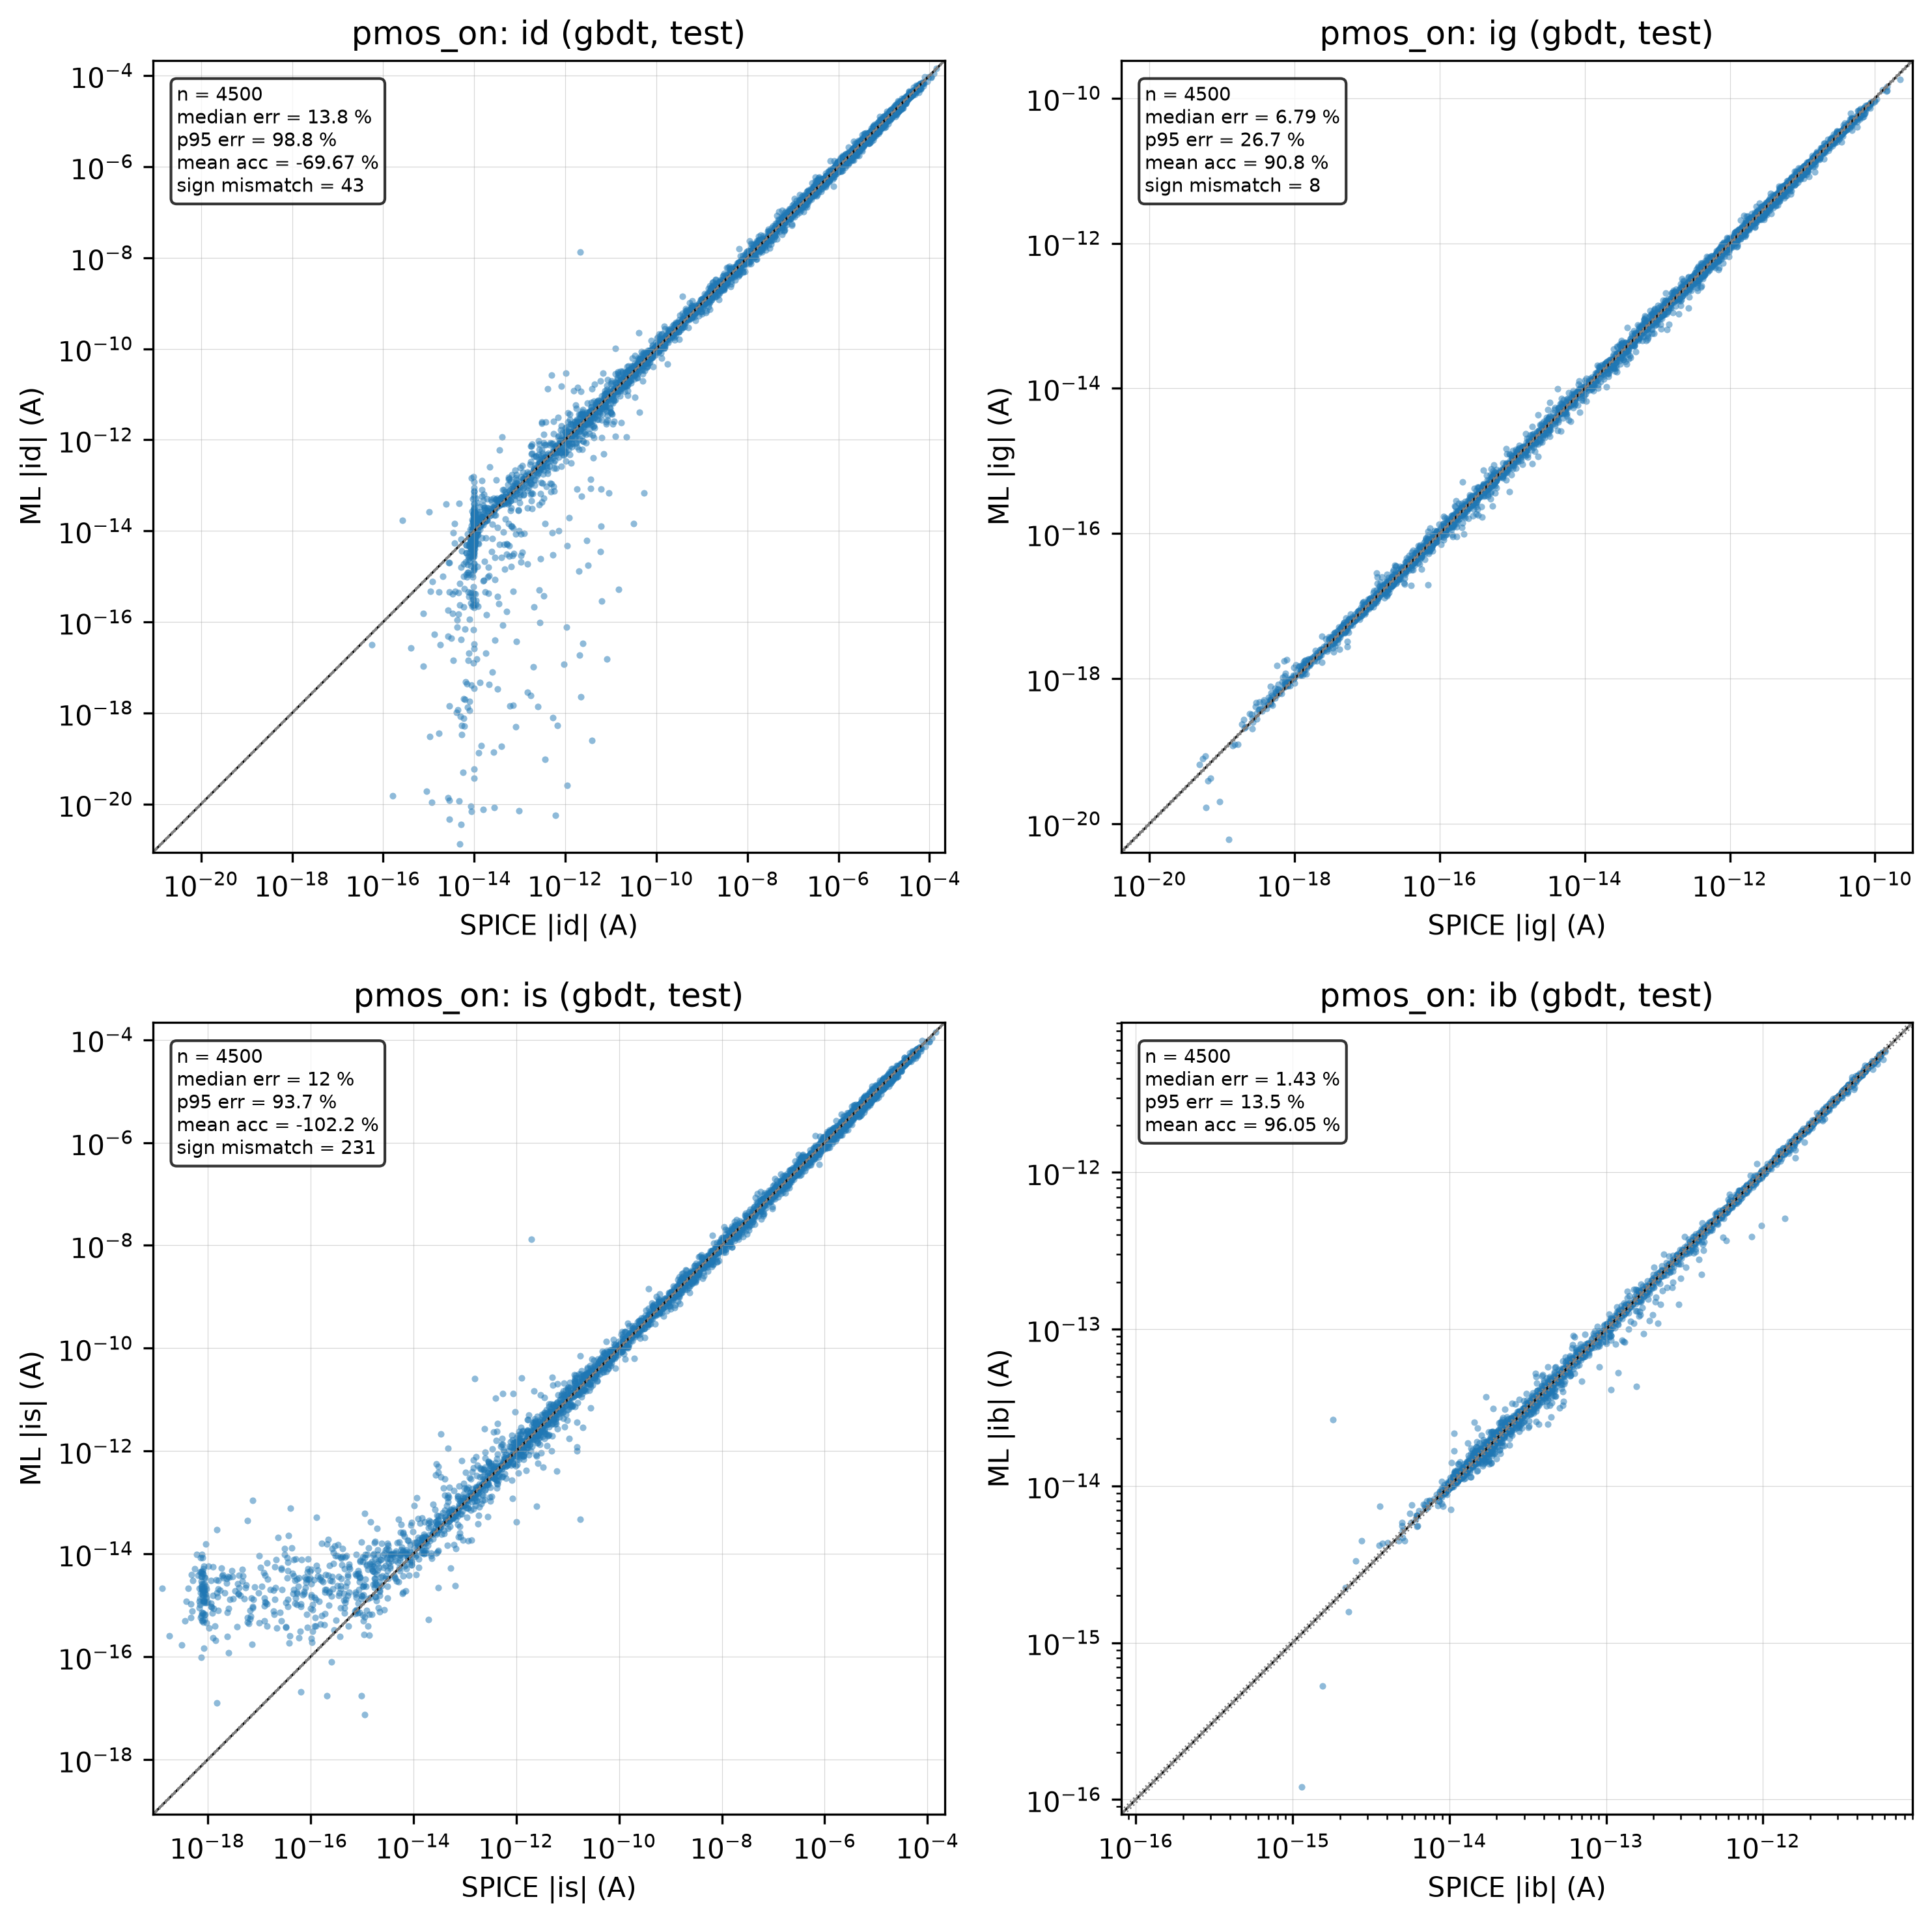 pmos_on: id (gbdt, test)
n = 4500
median err = 13.8 %
p95 err = 98.8 %
mean acc = -69.67 %
sign mismatch = 43
10⁻⁴
10⁻⁶
10⁻⁸
10⁻¹⁰
10⁻¹²
10⁻¹⁴
10⁻¹⁶
10⁻¹⁸
10⁻²⁰
ML |id| (A)
10⁻²⁰ 10⁻¹⁸ 10⁻¹⁶ 10⁻¹⁴ 10⁻¹² 10⁻¹⁰ 10⁻⁸ 10⁻⁶ 10⁻⁴
SPICE |id| (A)
pmos_on: ig (gbdt, test)
n = 4500
median err = 6.79 %
p95 err = 26.7 %
mean acc = 90.8 %
sign mismatch = 8
10⁻¹⁰
10⁻¹²
10⁻¹⁴
10⁻¹⁶
10⁻¹⁸
10⁻²⁰
ML |ig| (A)
10⁻²⁰ 10⁻¹⁸ 10⁻¹⁶ 10⁻¹⁴ 10⁻¹² 10⁻¹⁰
SPICE |ig| (A)
pmos_on: is (gbdt, test)
n = 4500
median err = 12 %
p95 err = 93.7 %
mean acc = -102.2 %
sign mismatch = 231
10⁻⁴
10⁻⁶
10⁻⁸
10⁻¹⁰
10⁻¹²
10⁻¹⁴
10⁻¹⁶
10⁻¹⁸
ML |is| (A)
10⁻¹⁸ 10⁻¹⁶ 10⁻¹⁴ 10⁻¹² 10⁻¹⁰ 10⁻⁸ 10⁻⁶ 10⁻⁴
SPICE |is| (A)
pmos_on: ib (gbdt, test)
n = 4500
median err = 1.43 %
p95 err = 13.5 %
mean acc = 96.05 %
10⁻¹²
10⁻¹³
10⁻¹⁴
10⁻¹⁵
10⁻¹⁶
ML |ib| (A)
10⁻¹⁶ 10⁻¹⁵ 10⁻¹⁴ 10⁻¹³ 10⁻¹²
SPICE |ib| (A)